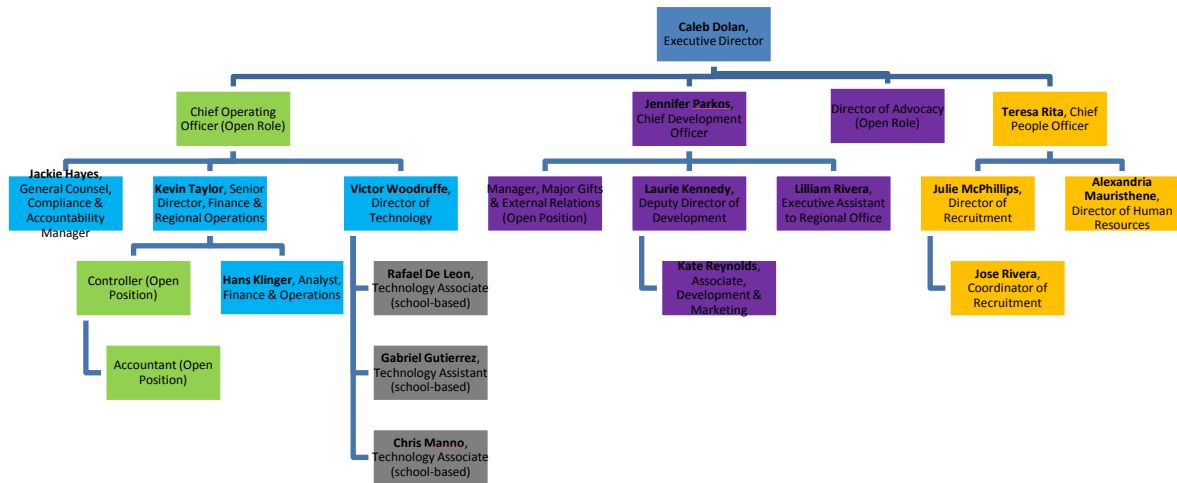 Caleb Dolan,
Executive Director
Chief Operating
Officer (Open Role)
Jennifer Parkos,
Chief Development
Officer
Director of Advocacy
(Open Role)
Teresa Rita, Chief
People Officer
Jackie Hayes,
General Counsel,
Compliance &
Accountability
Manager
Kevin Taylor, Senior
Director, Finance &
Regional Operations
Victor Woodruffe,
Director of
Technology
Manager, Major Gifts
& External Relations
(Open Position)
Laurie Kennedy,
Deputy Director of
Development
Lilliam Rivera,
Executive Assistant
to Regional Office
Julie McPhillips,
Director of
Recruitment
Alexandria
Mauristhene,
Director of Human
Resources
Controller (Open
Position)
Hans Klinger, Analyst,
Finance & Operations
Rafael De Leon,
Technology Associate
(school-based)
Kate Reynolds,
Associate,
Development &
Marketing
Jose Rivera,
Coordinator of
Recruitment
Accountant (Open
Position)
Gabriel Gutierrez,
Technology Assistant
(school-based)
Chris Manno,
Technology Associate
(school-based)